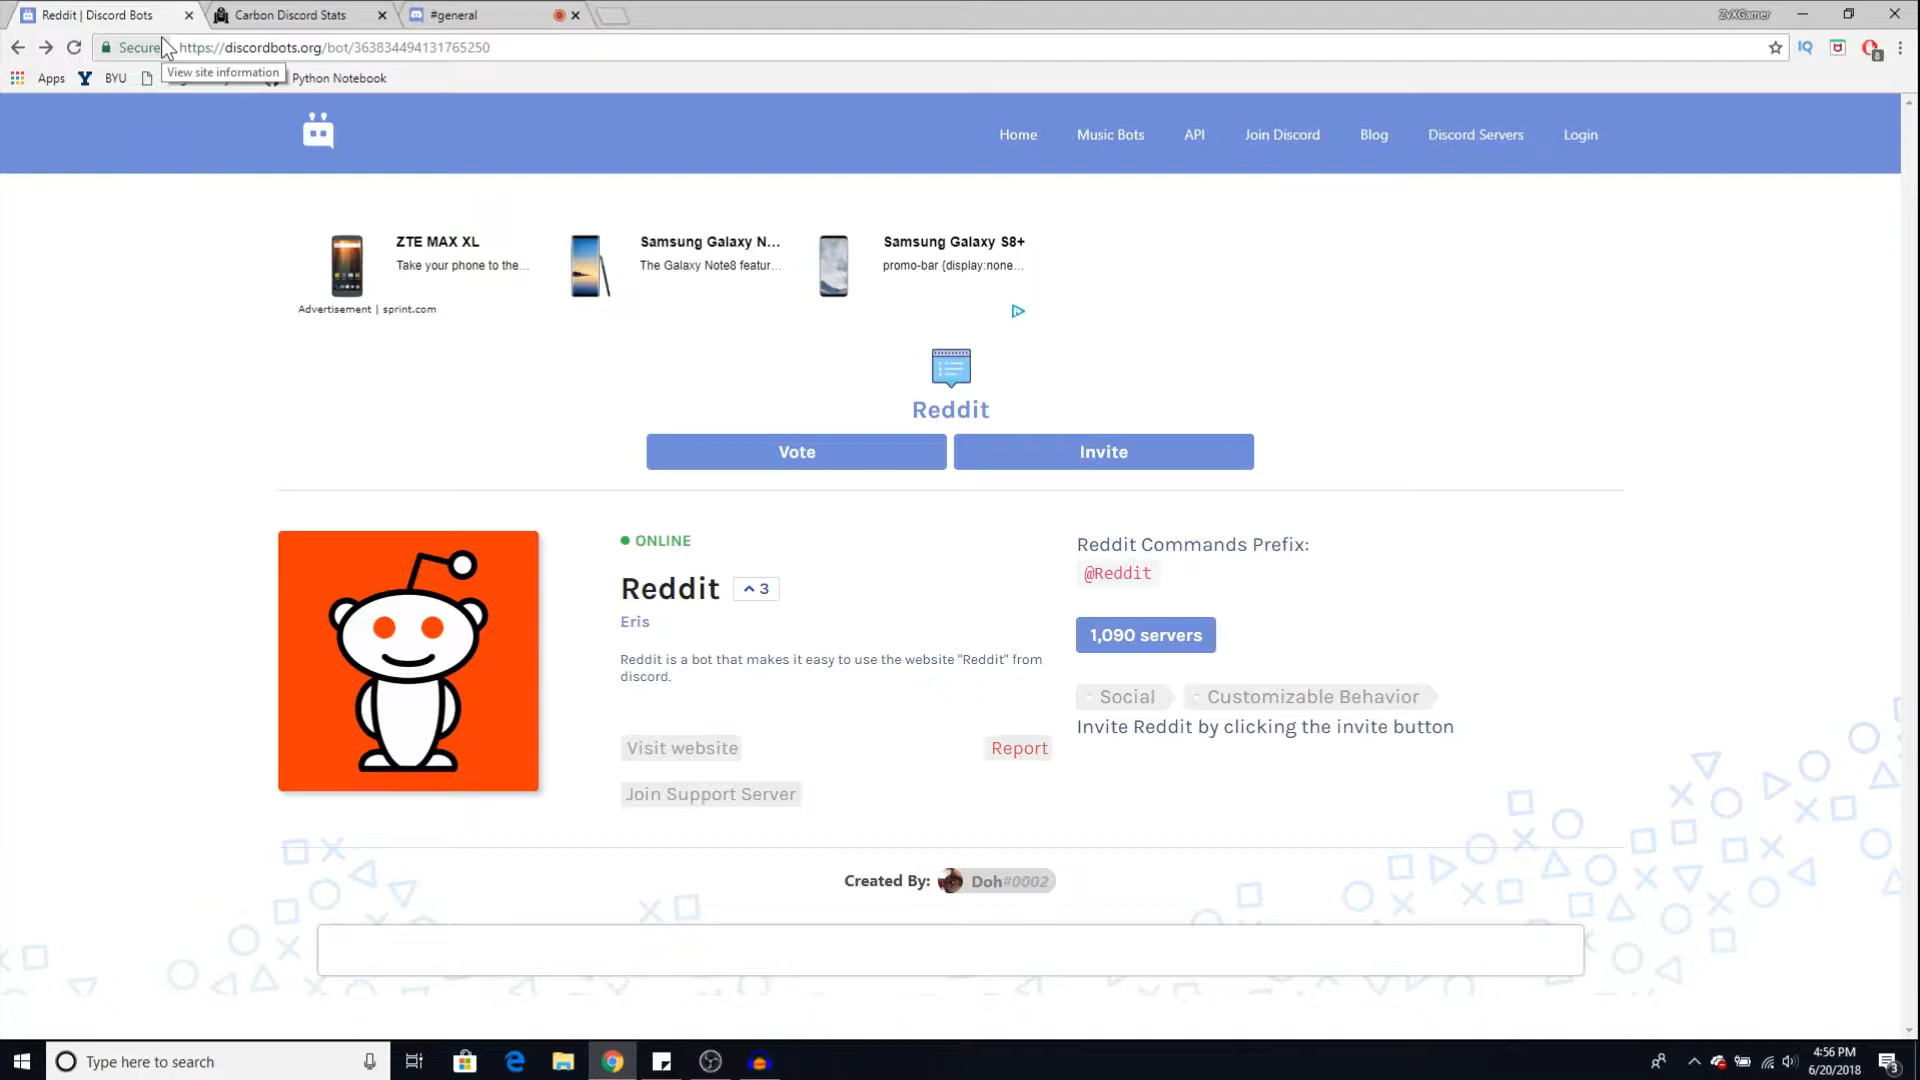 Reddit | Discord Bots
Carbon Discord Stats
#general
ZyXGamer
Secure
https://discordbots.org/bot/363834494131765250
Apps
BYU
View site information
Python Notebook
Home
Music Bots
API
Join Discord
Blog
Discord Servers
Login
ZTE MAX XL
Take your phone to the...
Samsung Galaxy N...
The Galaxy Note8 featur...
Samsung Galaxy S8+
promo-bar {display:none...
Advertisement | sprint.com
Reddit
Vote
Invite
ONLINE
Reddit
3
Eris
Reddit is a bot that makes it easy to use the website "Reddit" from
discord.
Visit website
Report
Join Support Server
Reddit Commands Prefix:
@Reddit
1,090 servers
Social
Customizable Behavior
Invite Reddit by clicking the invite button
Created By:
Doh#0002
Type here to search
4:56 PM
6/20/2018
3